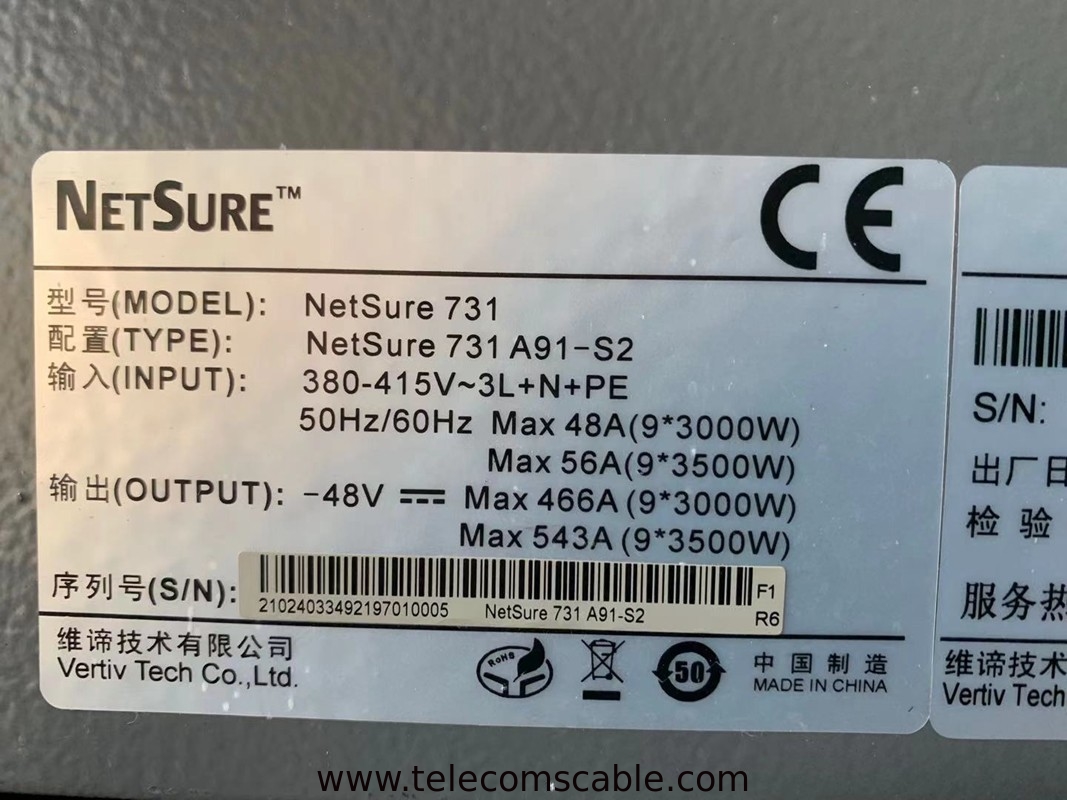 NETSURE™
CE
型号(MODEL): NetSure 731
配置(TYPE): NetSure 731 A91-S2
输入(INPUT): 380-415V~3L+N+PE
50Hz/60Hz Max 48A(9*3000W)
Max 56A(9*3500W)
输出(OUTPUT): -48V Max 466A(9*3000W)
Max 543A(9*3500W)
序列号(S/N):
21024033492197010005 NetSure 731 A91-S2
F1
R6
维谛技术有限公司
Vertiv Tech Co.,Ltd.
RoHS
50
中国制造
MADE IN CHINA
S/N:
出厂日
检验
服务热
维谛技术
Vertiv Tech
www.telecomscable.com